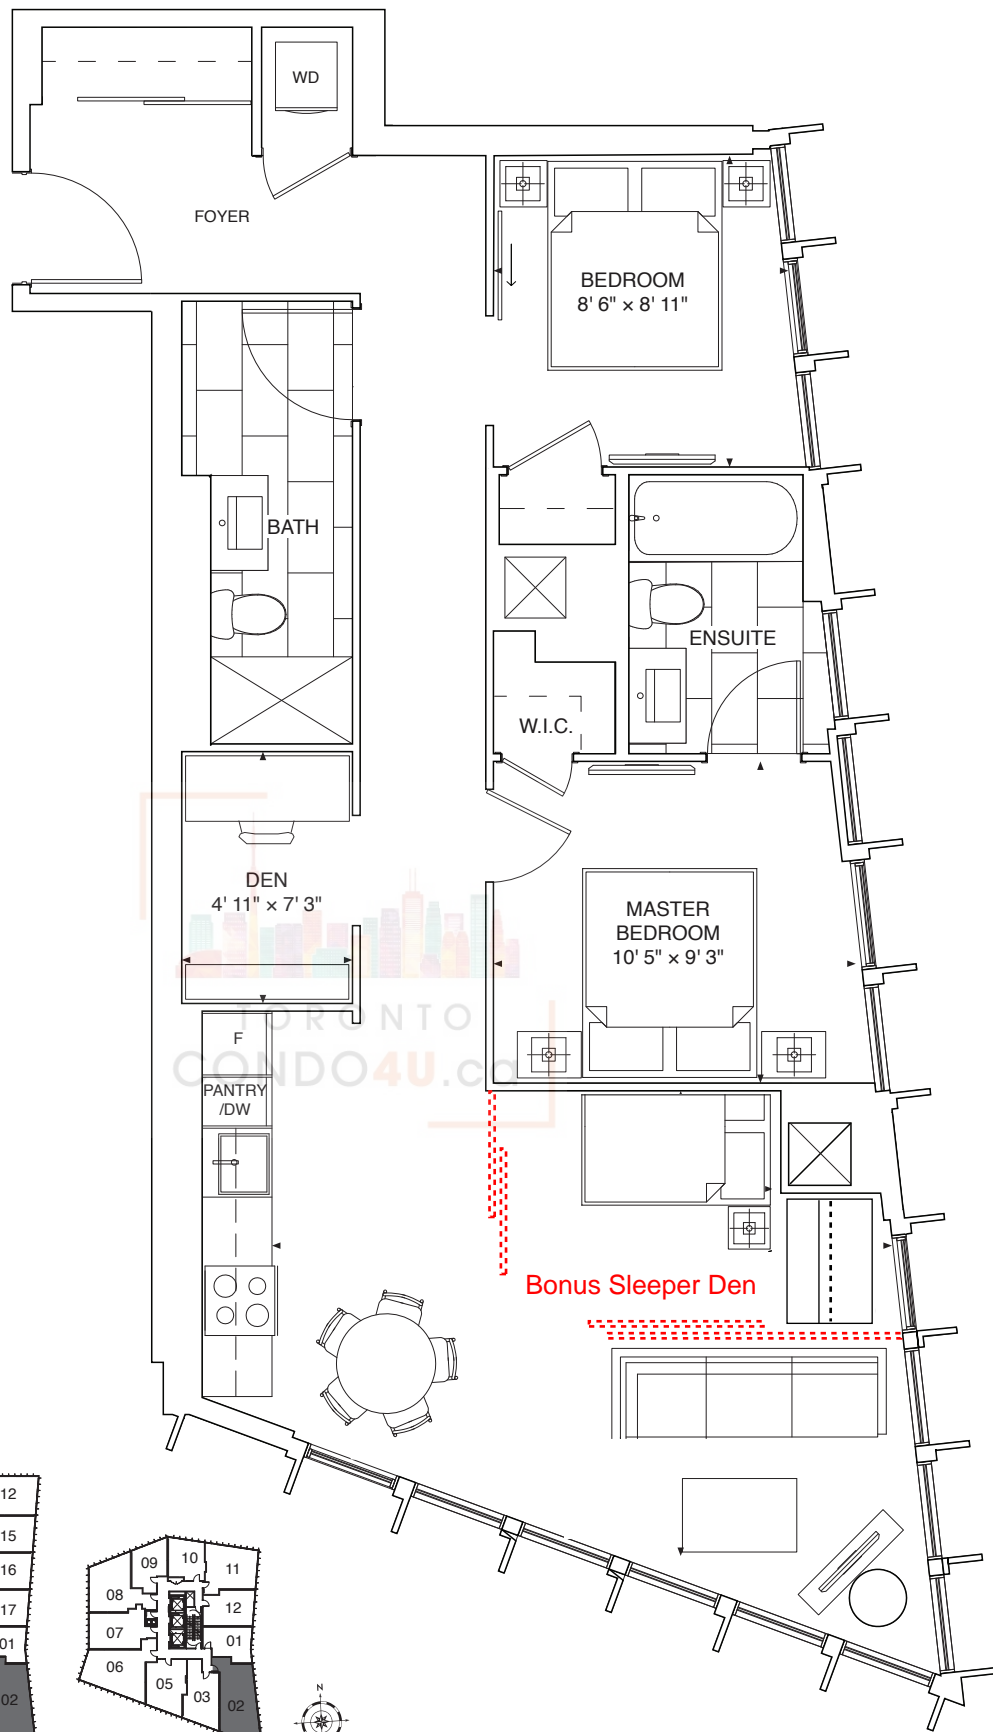 WD
FOYER
BEDROOM
8' 6" × 8' 11"
BATH
ENSUITE
W.I.C.
DEN
4' 11" × 7' 3"
MASTER
BEDROOM
10' 5" × 9' 3"
TORONTO
CONDO4U.ca
F
PANTRY
/DW
Bonus Sleeper Den
12
15
16
17
01
02
09
10
11
08
12
07
01
06
05
03
02
N